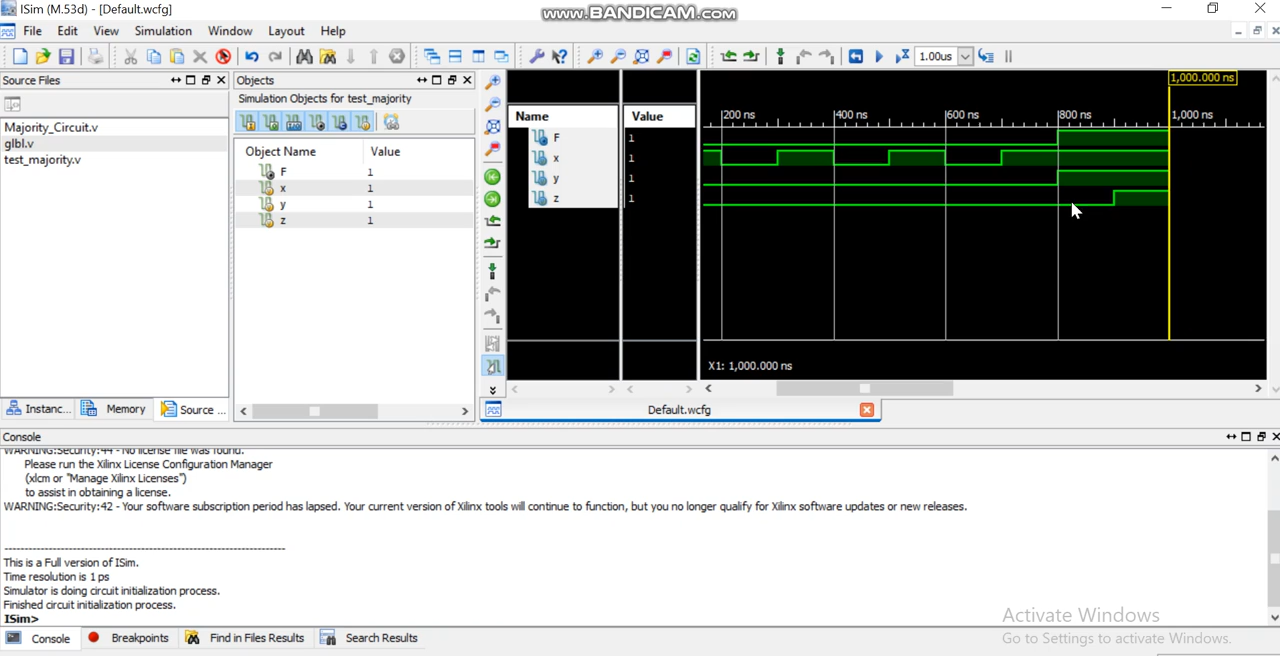 ISim (M.53d) - [Default.wcfg]
www.BANDICAM.com
File Edit View Simulation Window Layout Help
1.00us
Source Files
Objects
Simulation Objects for test_majority
Majority_Circuit.v
glbl.v
test_majority.v
Object Name Value
F 1
x 1
y 1
z 1
Name Value
F 1
x 1
y 1
z 1
1,000.000 ns
200 ns 400 ns 600 ns 800 ns 1,000 ns
X1: 1,000.000 ns
Instanc... Memory Source ...
Default.wcfg
Console
WARNING:Security:44 - No license file was found.
Please run the Xilinx License Configuration Manager
(xlcm or "Manage Xilinx Licenses")
to assist in obtaining a license.
WARNING:Security:42 - Your software subscription period has lapsed. Your current version of Xilinx tools will continue to function, but you no longer qualify for Xilinx software updates or new releases.
----------------------------------------------------------------------
This is a Full version of ISim.
Time resolution is 1 ps
Simulator is doing circuit initialization process.
Finished circuit initialization process.
ISim>
Activate Windows
Go to Settings to activate Windows.
Console Breakpoints Find in Files Results Search Results